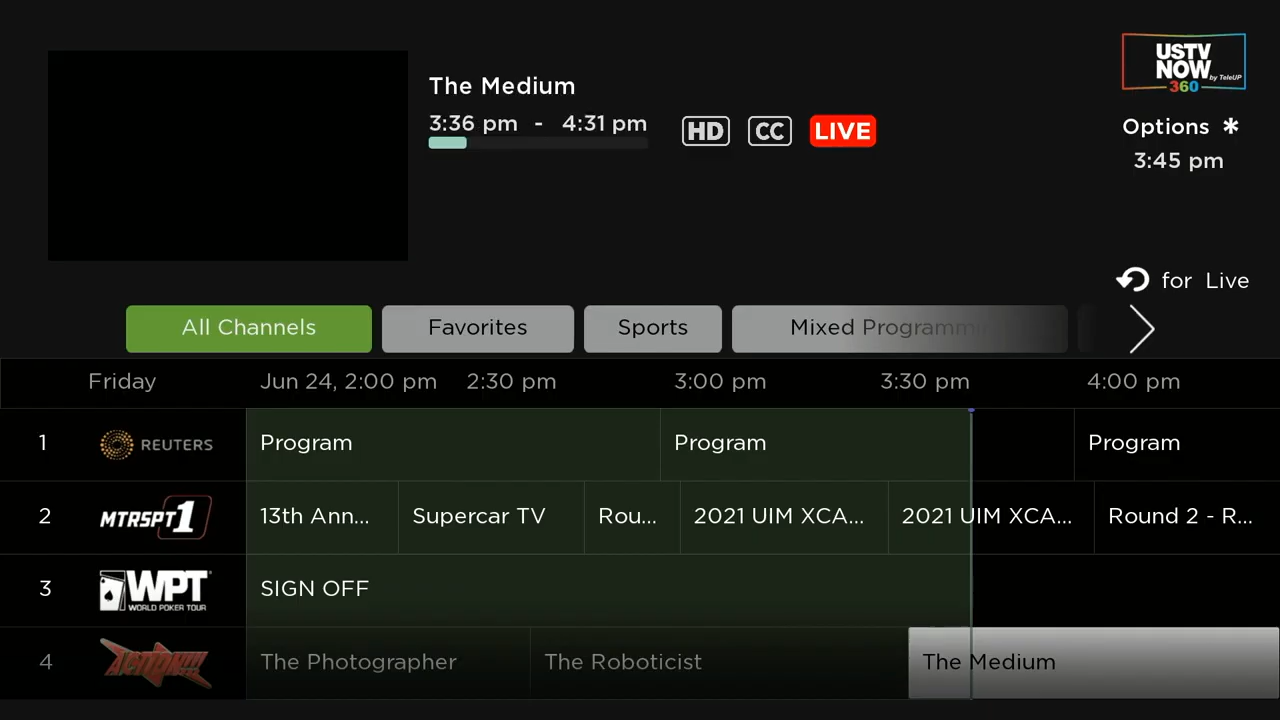 The Medium
3:36 pm - 4:31 pm HD CC LIVE
USTV
NOW
by TeleUP
360
Options *
3:45 pm
for Live
All Channels Favorites Sports Mixed Programmin
Friday Jun 24, 2:00 pm 2:30 pm 3:00 pm 3:30 pm 4:00 pm
1 REUTERS Program Program Program
2 MTRSPT1 13th Ann... Supercar TV Rou... 2021 UIM XCA... 2021 UIM XCA... Round 2 - R...
3 WPT SIGN OFF
WORLD POKER TOUR
4 ACTION!!! The Photographer The Roboticist The Medium